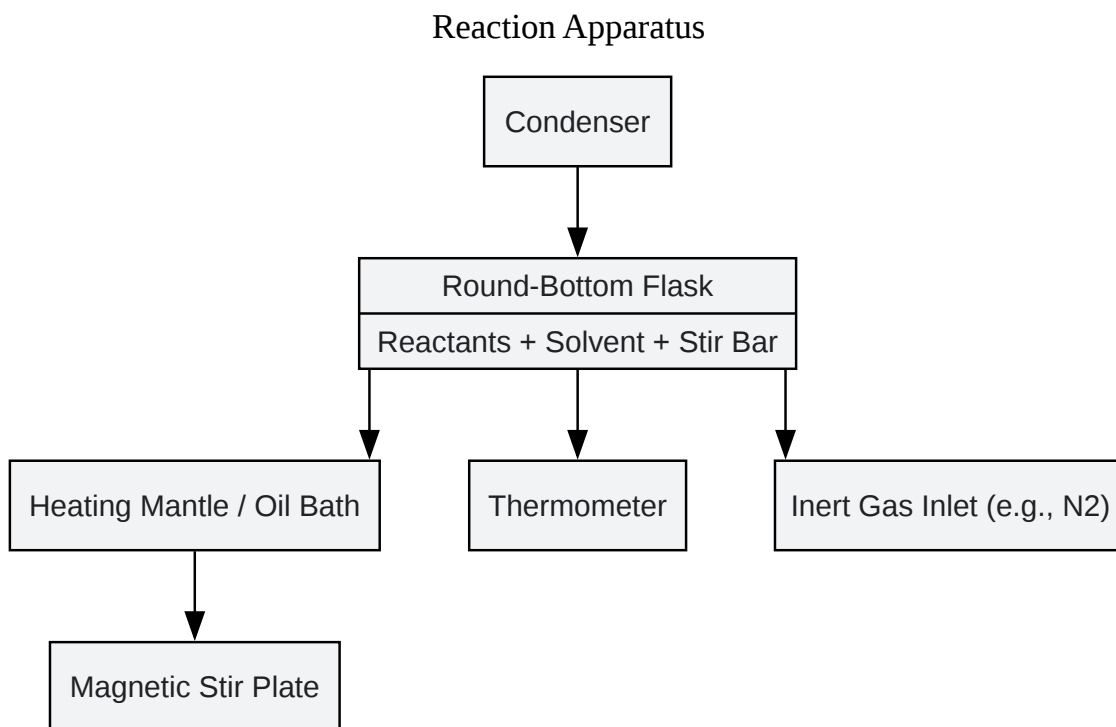 Reaction Apparatus
Condenser
Round-Bottom Flask
Reactants + Solvent + Stir Bar
Heating Mantle / Oil Bath
Thermometer
Inert Gas Inlet (e.g., N2)
Magnetic Stir Plate